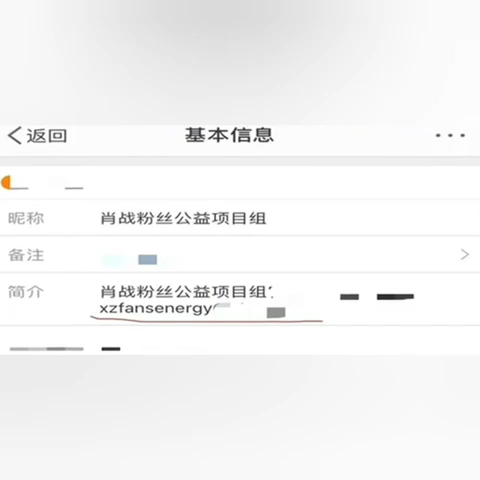 返回
基本信息
昵称
肖战粉丝公益项目组
备注
简介
肖战粉丝公益项目组
xzfansenergy